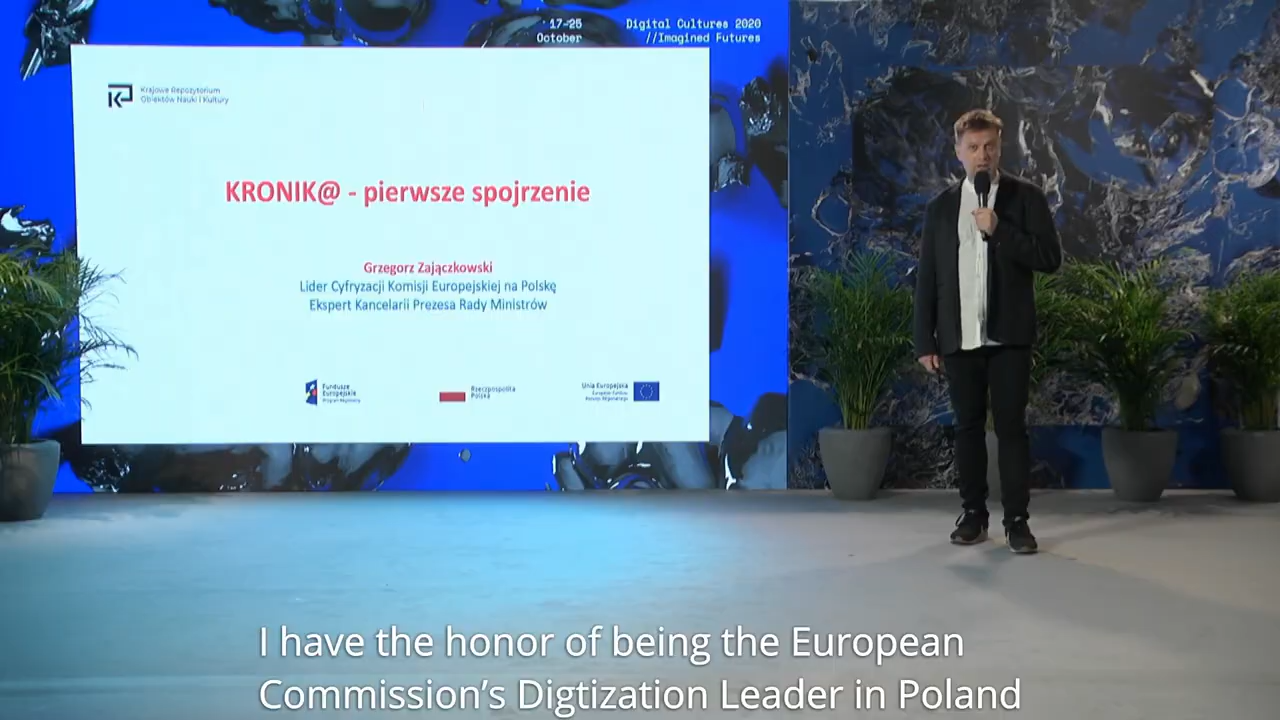 17-25
October
Digital Cultures 2020
//Imagined Futures
Krajowe Repozytorium
Obiektów Nauki i Kultury
KRONIK@ - pierwsze spojrzenie
Grzegorz Zajączkowski
Lider Cyfryzacji Komisji Europejskiej na Polskę
Ekspert Kancelarii Prezesa Rady Ministrów
Fundusze
Europejskie
Rzeczpospolita
Polska
Unia Europejska
I have the honor of being the European
Commission's Digtization Leader in Poland